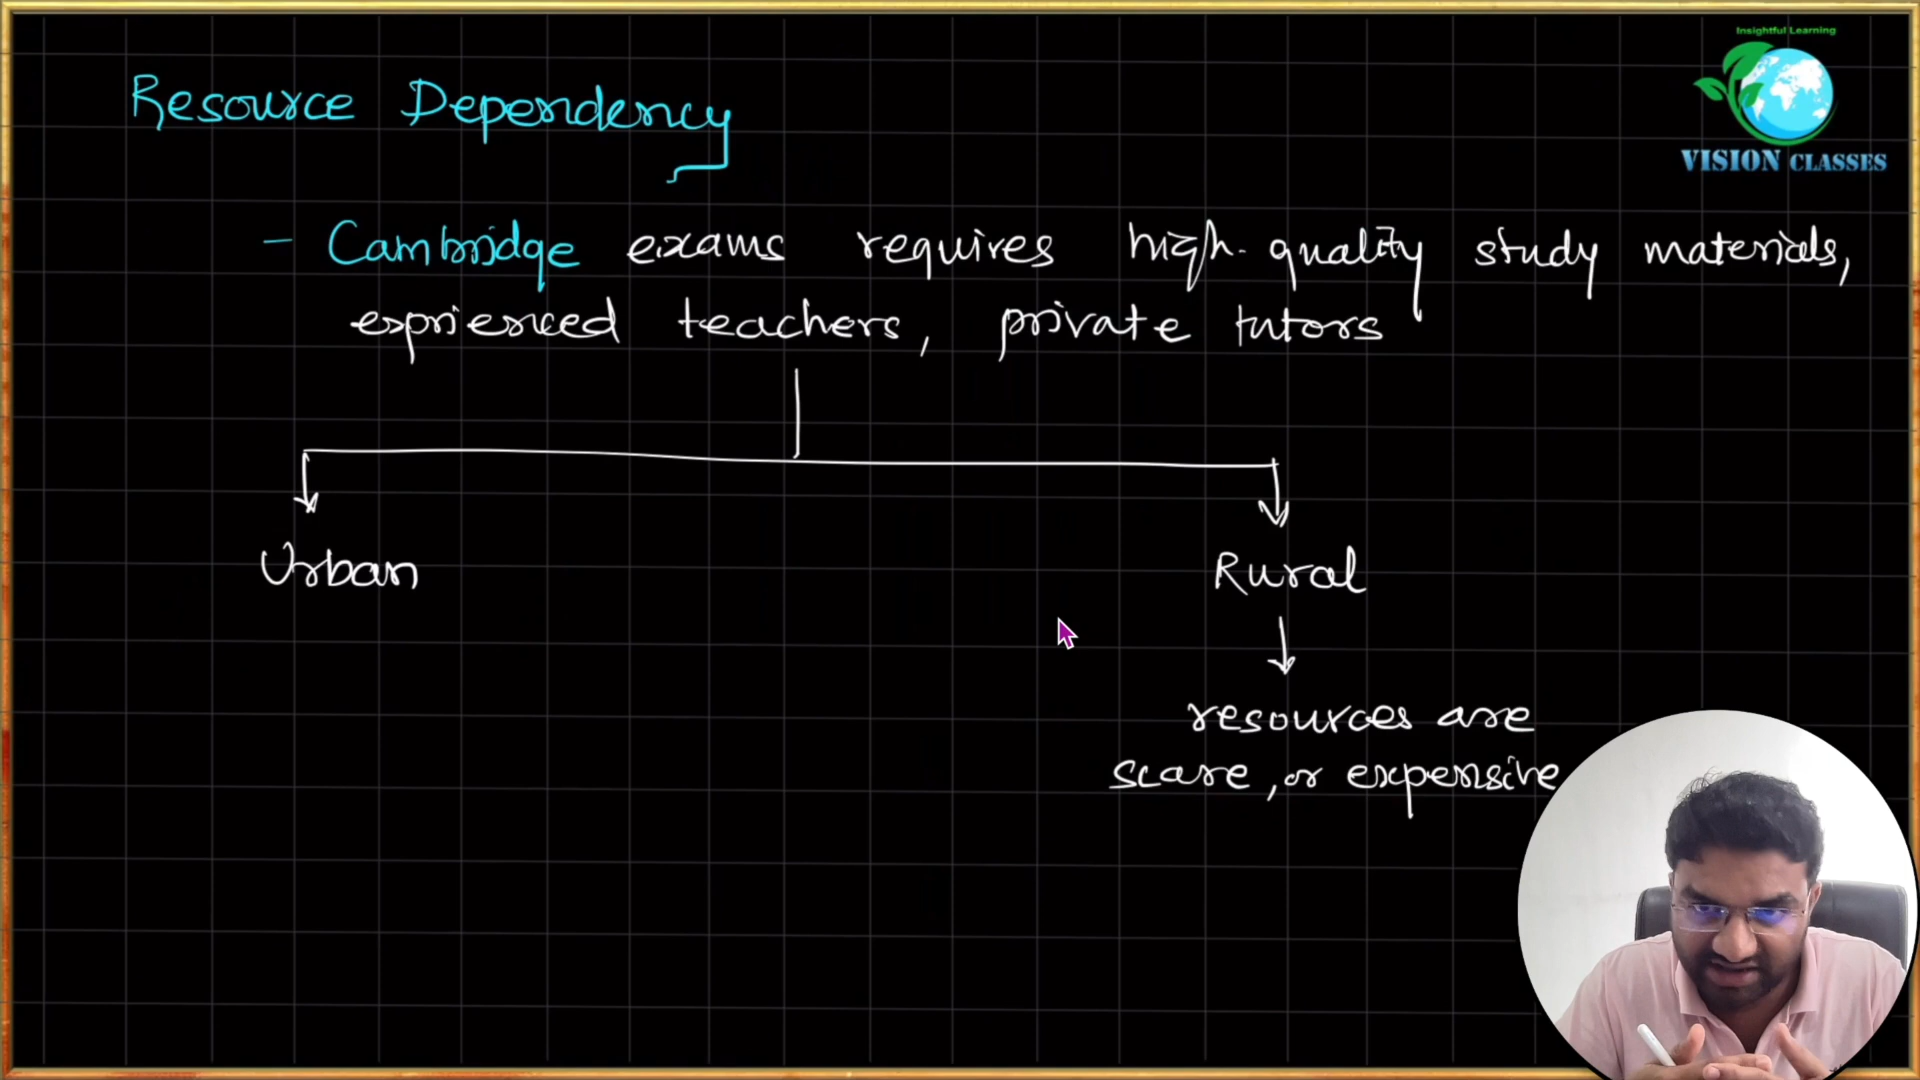 Insightful Learning
VISION CLASSES
Resource Dependency
- Cambridge exams requires high-quality study materials,
exprienced teachers, private tutors
Urban
Rural
resources are
scare, or expensive